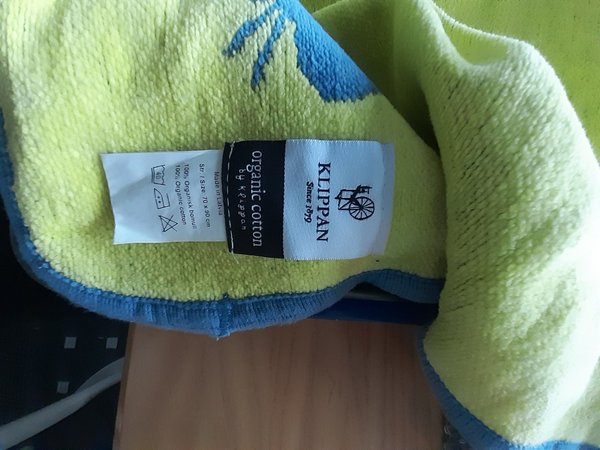 KLIPPAN
Since 1879
organic cotton
by klippan
Made in Latvia
Str / Size: 70 x 90 cm
100% Organisk bomull
100% Organic cotton
40